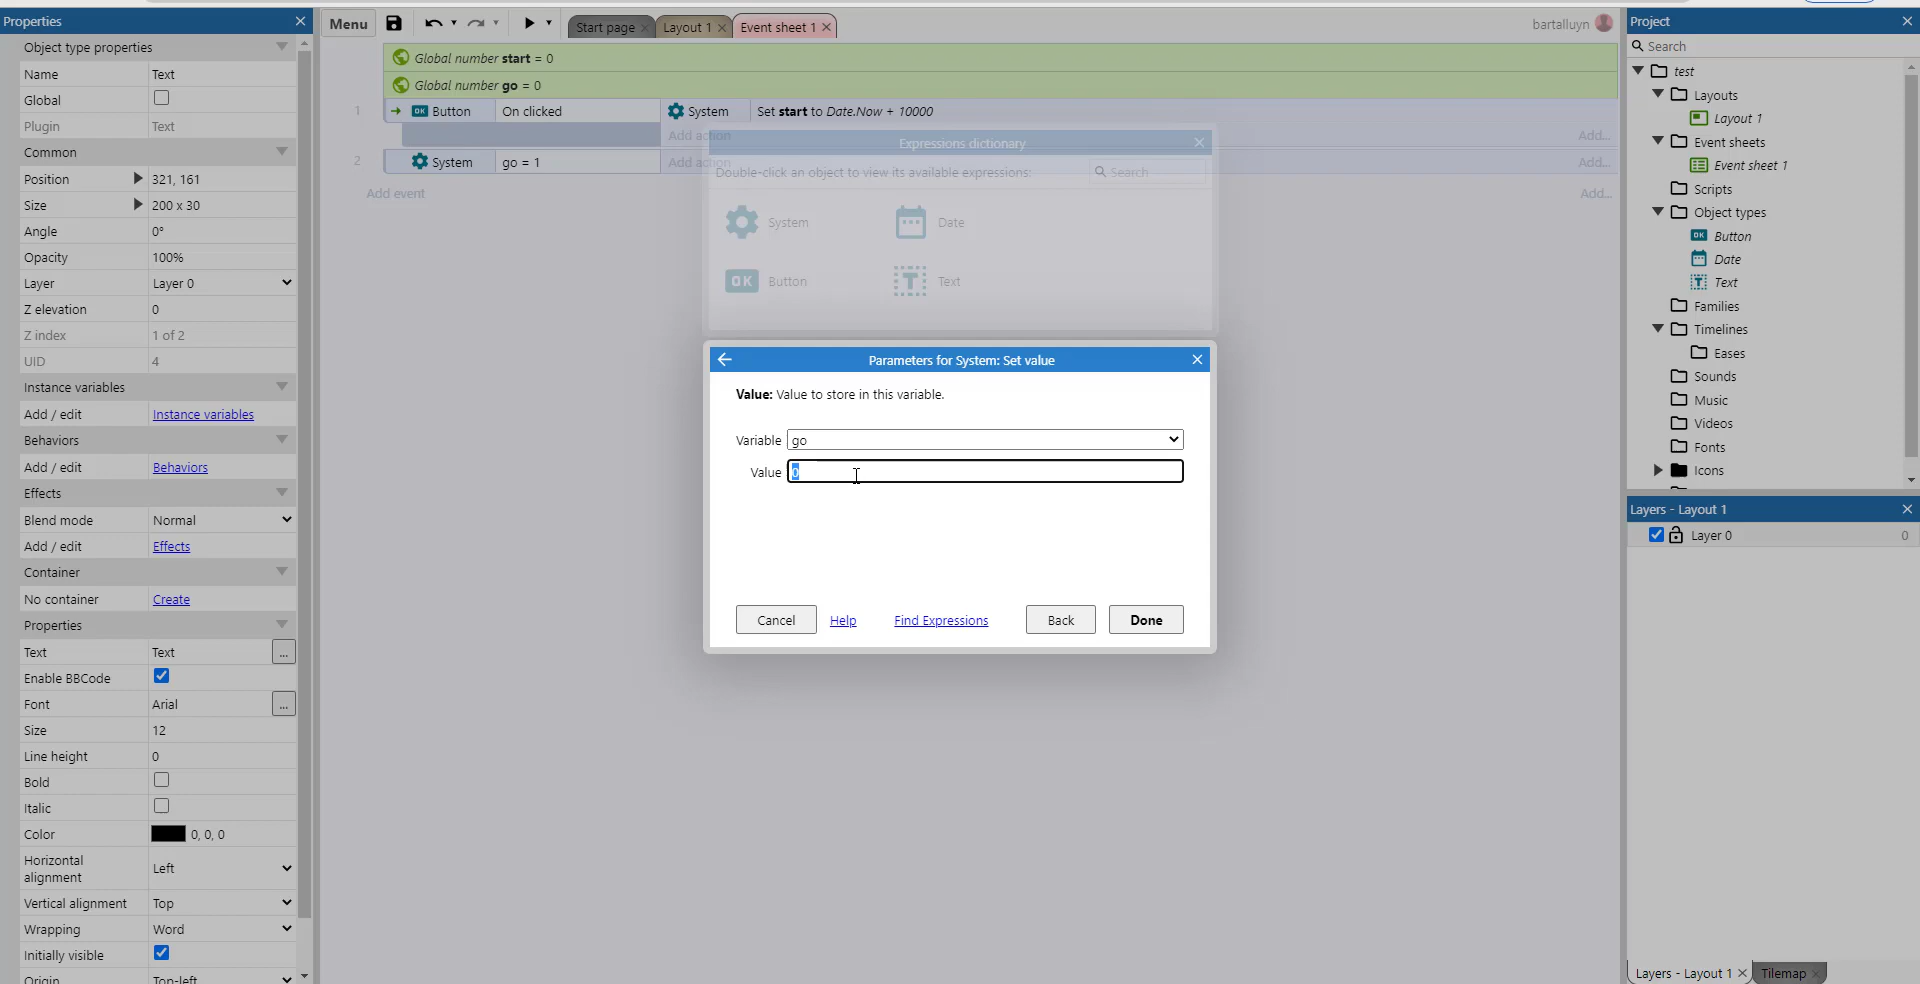 Properties
Object type properties
Name Text
Global
Plugin Text
Common
Position 321, 161
Size 200 x 30
Angle 0°
Opacity 100%
Layer Layer 0
Z elevation 0
Z index 1 of 2
UID 4
Instance variables
Add / edit Instance variables
Behaviors
Add / edit Behaviors
Effects
Blend mode Normal
Add / edit Effects
Container
No container Create
Properties
Text Text ...
Enable BBCode
Font Arial ...
Size 12
Line height 0
Bold
Italic
Color 0, 0, 0
Horizontal
alignment Left
Vertical alignment Top
Wrapping Word
Initially visible
Origin Top-left
Menu
Start page
Layout 1
Event sheet 1
bartalluyn
Global number start = 0
Global number go = 0
1 OK Button On clicked System Set start to Date.Now + 10000
Add action Add...
2 System go = 1 Add action Add...
Add event Add...
Expressions dictionary
Double-click an object to view its available expressions:
Search
System Date
OK Button T Text
Parameters for System: Set value
Value: Value to store in this variable.
Variable go
Value 0
Cancel Help Find Expressions Back Done
Project
Search
test
Layouts
Layout 1
Event sheets
Event sheet 1
Scripts
Object types
OK Button
Date
T Text
Families
Timelines
Eases
Sounds
Music
Videos
Fonts
Icons
Layers - Layout 1
Layer 0 0
Layers - Layout 1
Tilemap